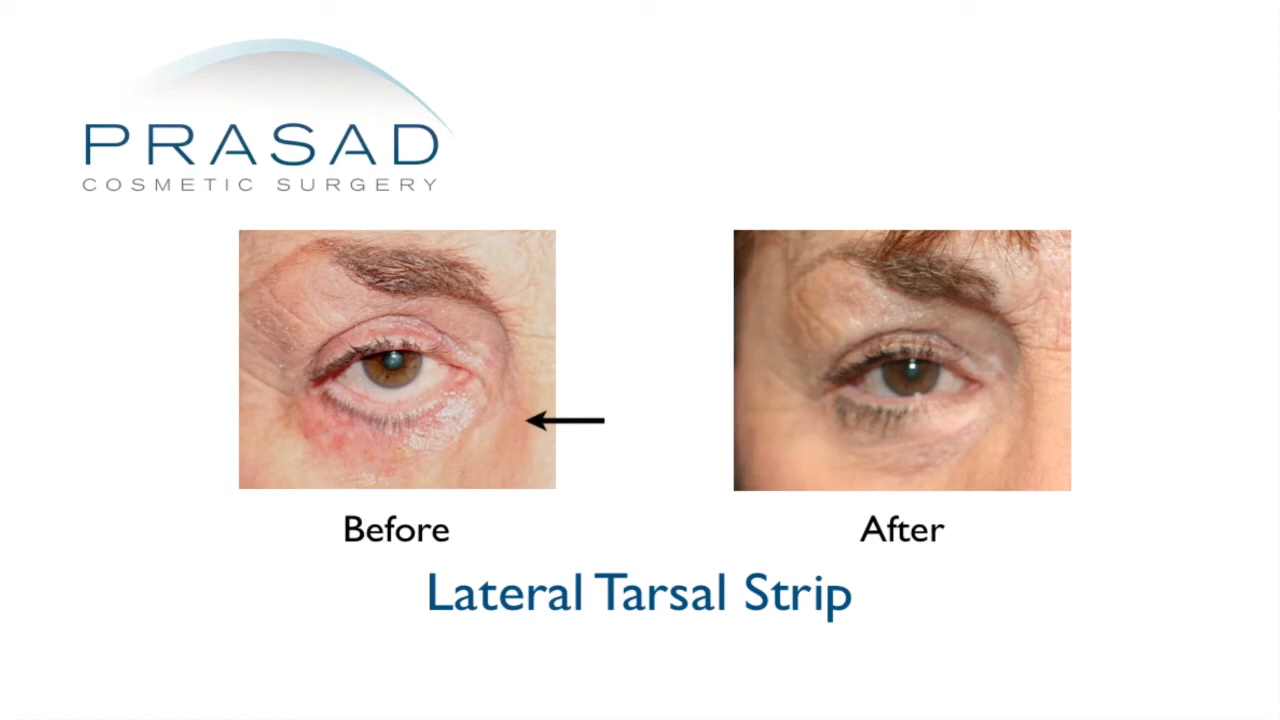 PRASAD
COSMETIC SURGERY
Before
After
Lateral Tarsal Strip